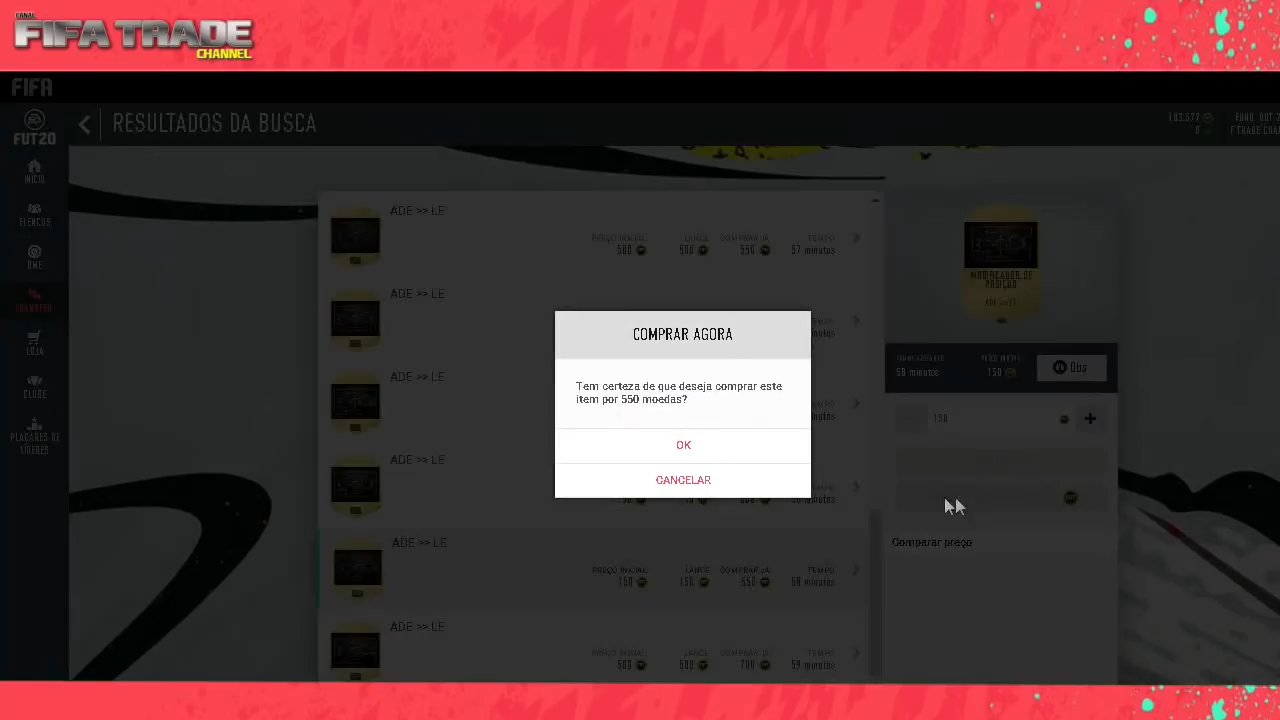 CANAL
FIFA TRADE
CHANNEL
FIFA
FUT20
RESULTADOS DA BUSCA
INÍCIO
ELENCOS
DME
TRANSFER
LOJA
CLUBE
PLACARES DE
LÍDERES
ADE >> LE
PREÇO INICIAL LANCE COMPRAR JÁ TEMPO
500 500 550 57 minutos
ADE >> LE
ADE >> LE
ADE >> LE
ADE >> LE
PREÇO INICIAL LANCE COMPRAR JÁ TEMPO
150 150 550 58 minutos
ADE >> LE
PREÇO INICIAL LANCE COMPRAR JÁ TEMPO
500 500 700 59 minutos
COMPRAR AGORA
Tem certeza de que deseja comprar este
item por 550 moedas?
OK
CANCELAR
MODIFICADOR DE
POSIÇÃO
58 minutos
150
Obs
150
+
Comparar preço